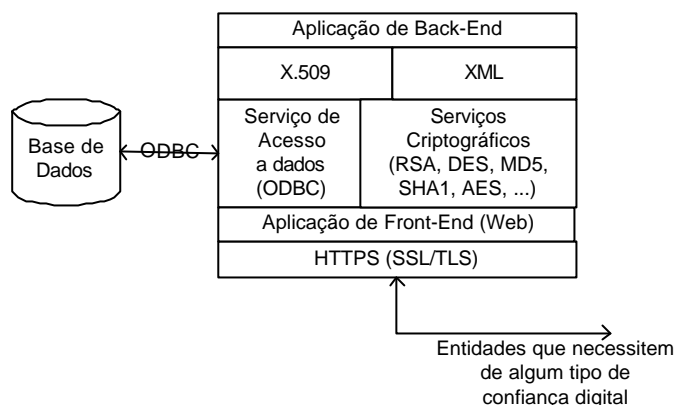 Aplicação de Back-End
X.509
XML
Base de
Dados
ODBC
Serviço de
Acesso
a dados
(ODBC)
Serviços
Criptográficos
(RSA, DES, MD5,
SHA1, AES, ...)
Aplicação de Front-End (Web)
HTTPS (SSL/TLS)
Entidades que necessitem
de algum tipo de
confiança digital